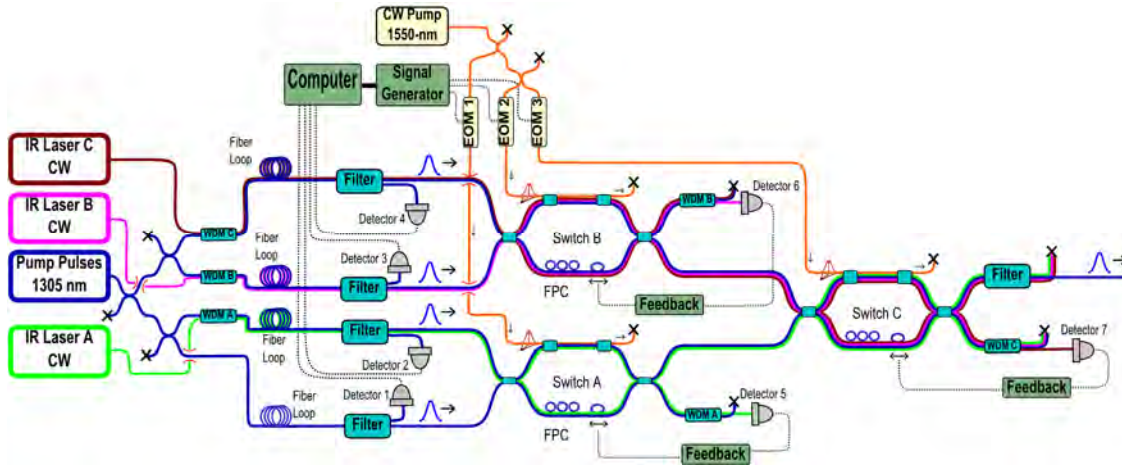 CW Pump
1550-nm
Computer
Signal
Generator
EOM 1
EOM 2
EOM 3
IR Laser C
CW
IR Laser B
CW
Pump Pulses
1305 nm
IR Laser A
CW
WDM C
WDM B
WDM A
Fiber
Loop
Fiber
Loop
Fiber
Loop
Fiber
Loop
Filter
Filter
Filter
Filter
Detector 4
Detector 3
Detector 2
Detector 1
Switch B
FPC
WDM B
Detector 6
Feedback
Switch A
FPC
WDM A
Detector 5
Feedback
Switch C
Filter
WDM C
Detector 7
Feedback